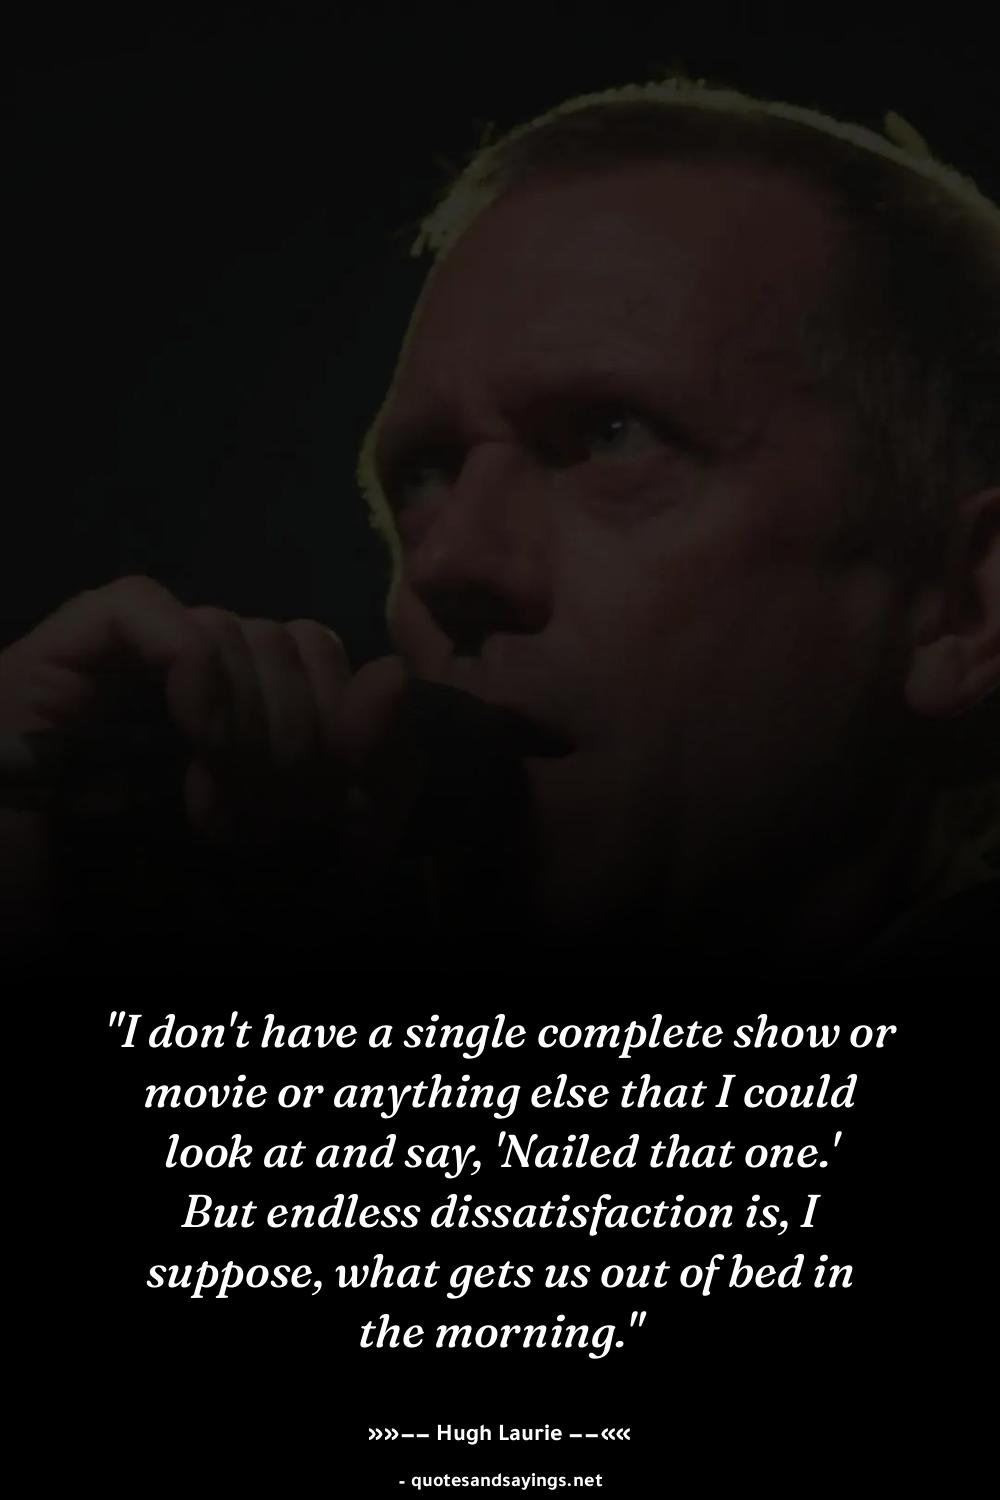 "I don't have a single complete show or
movie or anything else that I could
look at and say, 'Nailed that one.'
But endless dissatisfaction is, I
suppose, what gets us out of bed in
the morning."
»»−− Hugh Laurie −−««
- quotesandsayings.net